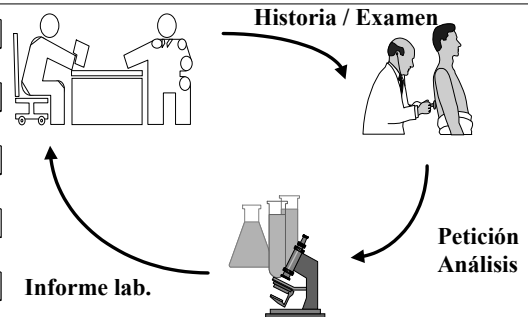 Historia / Examen
Petición
Análisis
Informe lab.